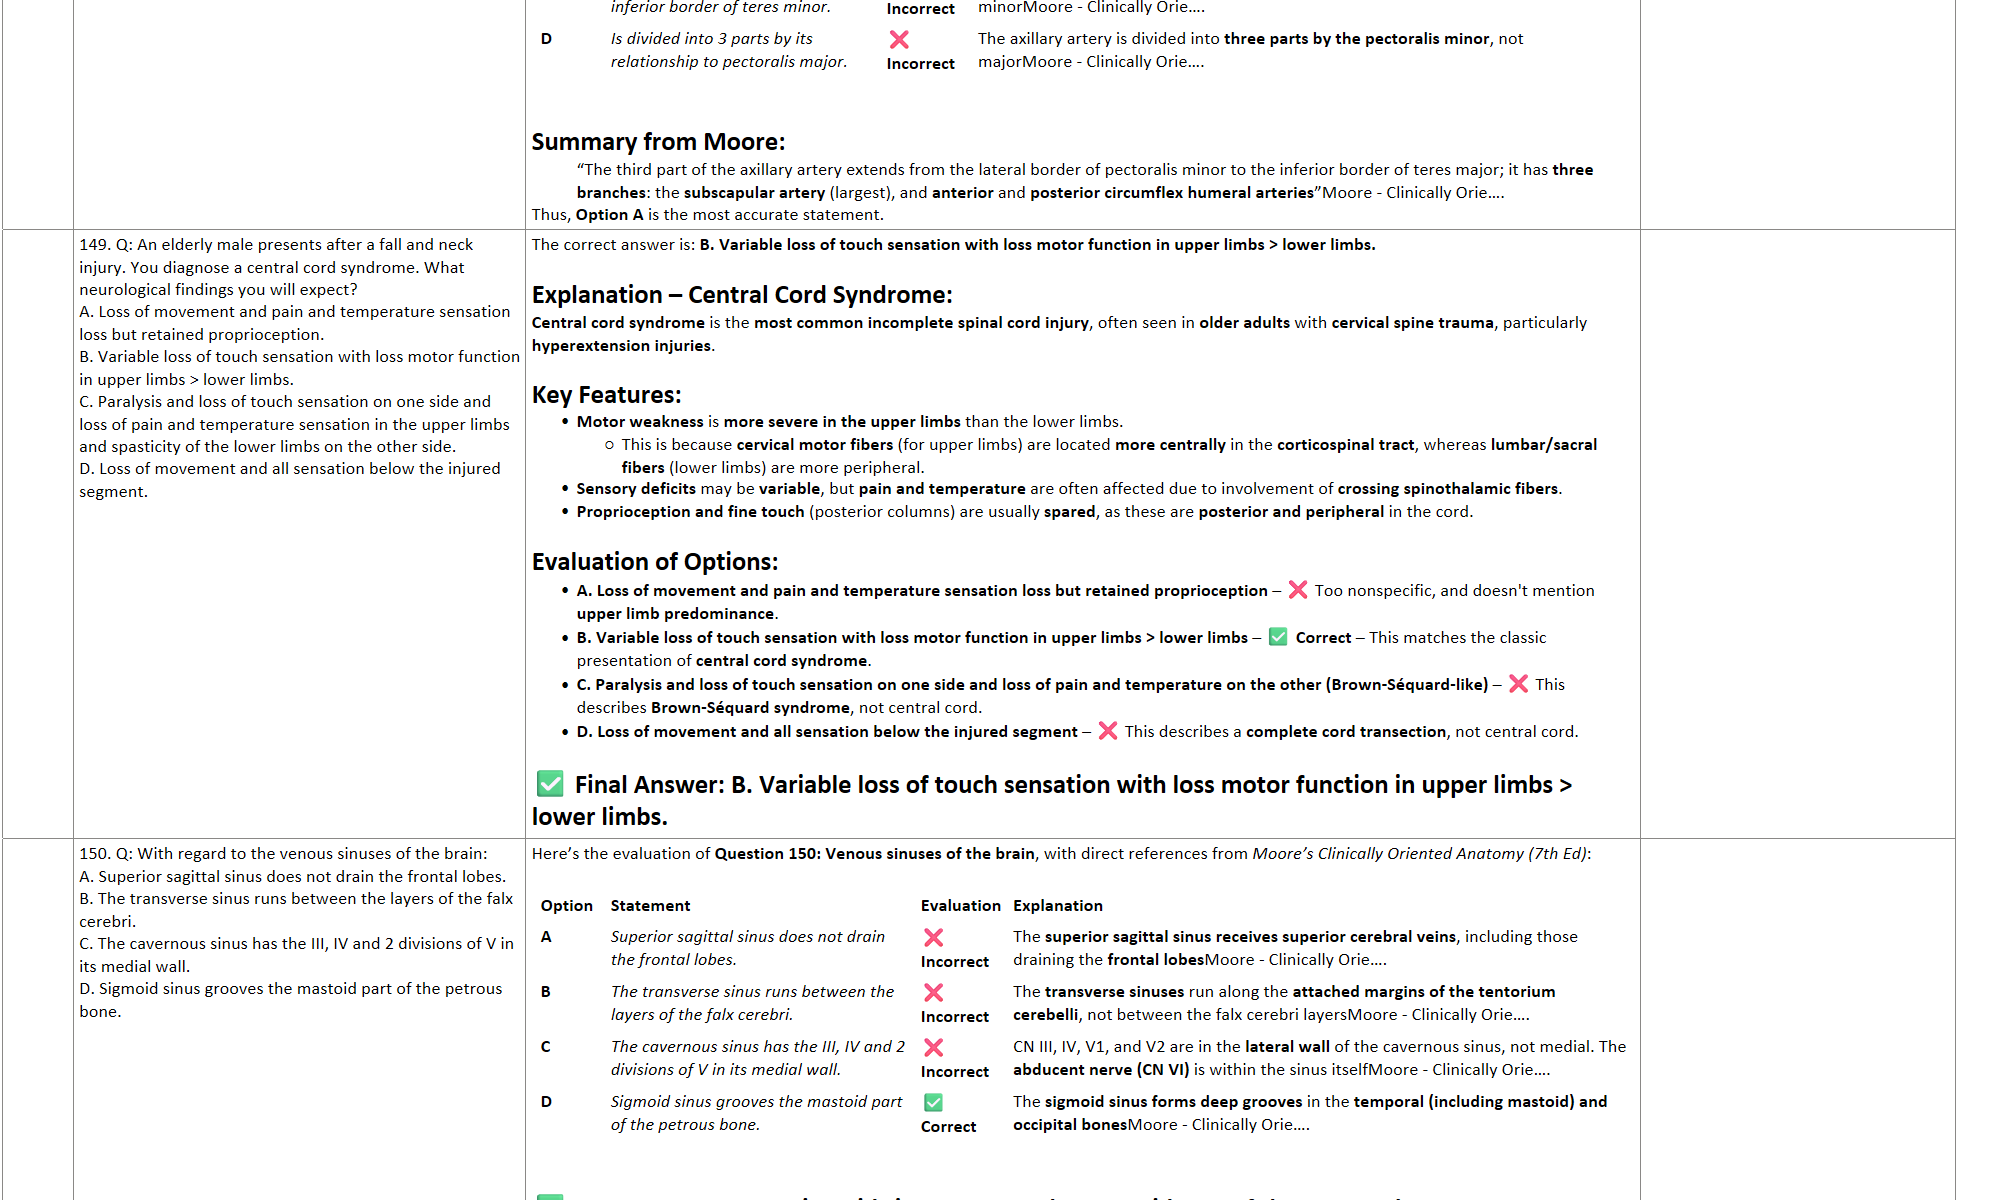 inferior border of teres minor.
Incorrect
minorMoore - Clinically Orie....
D
Is divided into 3 parts by its
relationship to pectoralis major.
❌
Incorrect
The axillary artery is divided into three parts by the pectoralis minor, not
majorMoore - Clinically Orie....
Summary from Moore:
“The third part of the axillary artery extends from the lateral border of pectoralis minor to the inferior border of teres major; it has three
branches: the subscapular artery (largest), and anterior and posterior circumflex humeral arteries”Moore - Clinically Orie....
Thus, Option A is the most accurate statement.
149. Q: An elderly male presents after a fall and neck
injury. You diagnose a central cord syndrome. What
neurological findings you will expect?
A. Loss of movement and pain and temperature sensation
loss but retained proprioception.
B. Variable loss of touch sensation with loss motor function
in upper limbs > lower limbs.
C. Paralysis and loss of touch sensation on one side and
loss of pain and temperature sensation in the upper limbs
and spasticity of the lower limbs on the other side.
D. Loss of movement and all sensation below the injured
segment.
The correct answer is: B. Variable loss of touch sensation with loss motor function in upper limbs > lower limbs.
Explanation – Central Cord Syndrome:
Central cord syndrome is the most common incomplete spinal cord injury, often seen in older adults with cervical spine trauma, particularly
hyperextension injuries.
Key Features:
• Motor weakness is more severe in the upper limbs than the lower limbs.
○ This is because cervical motor fibers (for upper limbs) are located more centrally in the corticospinal tract, whereas lumbar/sacral
fibers (lower limbs) are more peripheral.
• Sensory deficits may be variable, but pain and temperature are often affected due to involvement of crossing spinothalamic fibers.
• Proprioception and fine touch (posterior columns) are usually spared, as these are posterior and peripheral in the cord.
Evaluation of Options:
• A. Loss of movement and pain and temperature sensation loss but retained proprioception – ❌ Too nonspecific, and doesn't mention
upper limb predominance.
• B. Variable loss of touch sensation with loss motor function in upper limbs > lower limbs – ✅ Correct – This matches the classic
presentation of central cord syndrome.
• C. Paralysis and loss of touch sensation on one side and loss of pain and temperature on the other (Brown-Séquard-like) – ❌ This
describes Brown-Séquard syndrome, not central cord.
• D. Loss of movement and all sensation below the injured segment – ❌ This describes a complete cord transection, not central cord.
✅ Final Answer: B. Variable loss of touch sensation with loss motor function in upper limbs >
lower limbs.
150. Q: With regard to the venous sinuses of the brain:
A. Superior sagittal sinus does not drain the frontal lobes.
B. The transverse sinus runs between the layers of the falx
cerebri.
C. The cavernous sinus has the III, IV and 2 divisions of V in
its medial wall.
D. Sigmoid sinus grooves the mastoid part of the petrous
bone.
Here’s the evaluation of Question 150: Venous sinuses of the brain, with direct references from Moore’s Clinically Oriented Anatomy (7th Ed):
Option Statement Evaluation Explanation
A
Superior sagittal sinus does not drain
the frontal lobes.
❌
Incorrect
The superior sagittal sinus receives superior cerebral veins, including those
draining the frontal lobesMoore - Clinically Orie....
B
The transverse sinus runs between the
layers of the falx cerebri.
❌
Incorrect
The transverse sinuses run along the attached margins of the tentorium
cerebelli, not between the falx cerebri layersMoore - Clinically Orie....
C
The cavernous sinus has the III, IV and 2
divisions of V in its medial wall.
❌
Incorrect
CN III, IV, V1, and V2 are in the lateral wall of the cavernous sinus, not medial. The
abducent nerve (CN VI) is within the sinus itselfMoore - Clinically Orie....
D
Sigmoid sinus grooves the mastoid part
of the petrous bone.
✅
Correct
The sigmoid sinus forms deep grooves in the temporal (including mastoid) and
occipital bonesMoore - Clinically Orie....